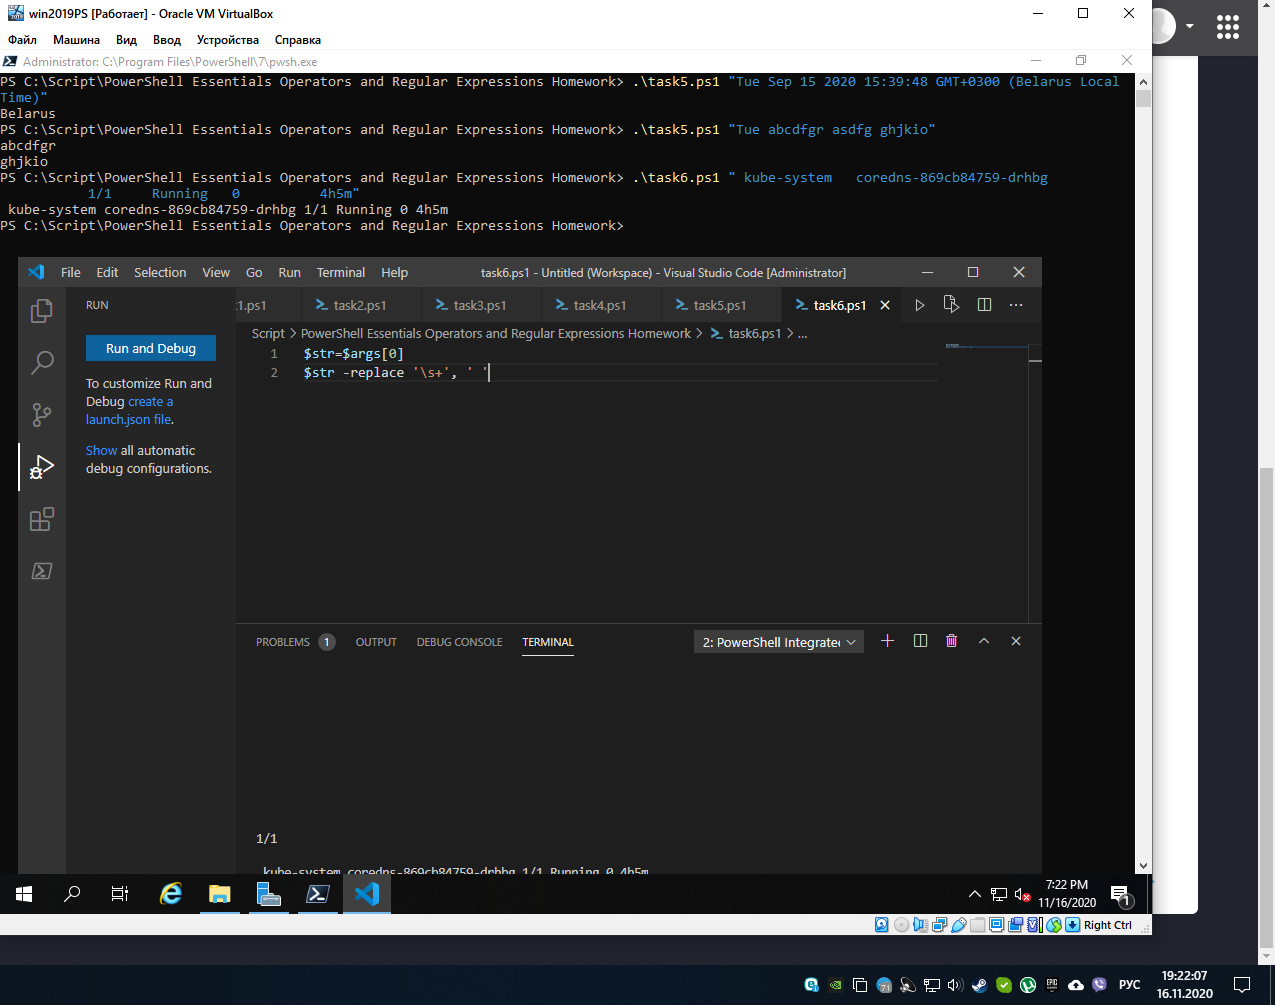 win2019PS [Работает] - Oracle VM VirtualBox
Файл Машина Вид Ввод Устройства Справка
Administrator: C:\Program Files\PowerShell\7\pwsh.exe
PS C:\Script\PowerShell Essentials Operators and Regular Expressions Homework> .\task5.ps1 "Tue Sep 15 2020 15:39:48 GMT+0300 (Belarus Local
Time)"
Belarus
PS C:\Script\PowerShell Essentials Operators and Regular Expressions Homework> .\task5.ps1 "Tue abcdfgr asdfg ghjkio"
abcdfgr
ghjkio
PS C:\Script\PowerShell Essentials Operators and Regular Expressions Homework> .\task6.ps1 " kube-system   coredns-869cb84759-drhbg
           1/1     Running   0          4h5m"
 kube-system coredns-869cb84759-drhbg 1/1 Running 0 4h5m
PS C:\Script\PowerShell Essentials Operators and Regular Expressions Homework>
File Edit Selection View Go Run Terminal Help task6.ps1 - Untitled (Workspace) - Visual Studio Code [Administrator]
RUN
1.ps1 task2.ps1 task3.ps1 task4.ps1 task5.ps1 task6.ps1
Script > PowerShell Essentials Operators and Regular Expressions Homework > task6.ps1 > ...
1 $str=$args[0]
2 $str -replace '\s+', ' '
Run and Debug
To customize Run and
Debug create a
launch.json file.
Show all automatic
debug configurations.
PROBLEMS 1 OUTPUT DEBUG CONSOLE TERMINAL 2: PowerShell Integrate
1/1
kube-system coredns-869cb84759-drhbg 1/1 Running 0 4h5m
7:22 PM
11/16/2020
1
Right Ctrl
71
EPIC
РУС
19:22:07
16.11.2020